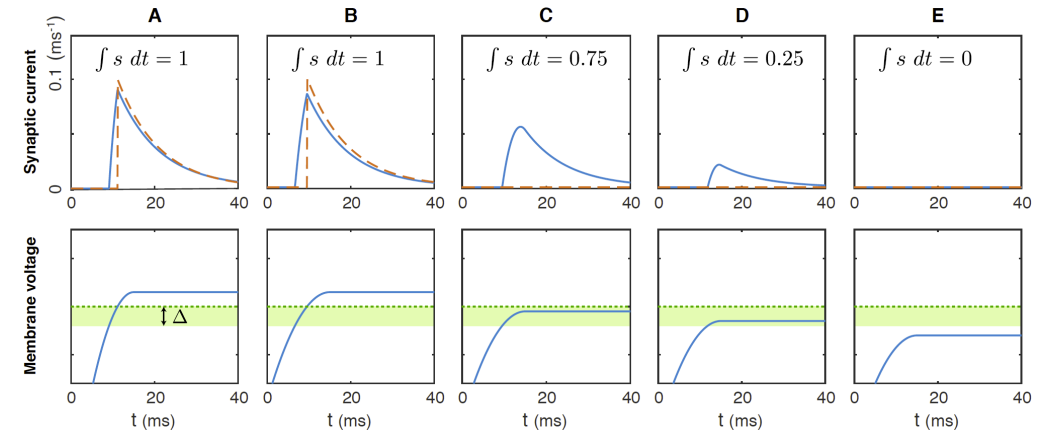 A B C D E
Synaptic current
0.1 (ms⁻¹)
0
∫ s dt = 1
∫ s dt = 1
∫ s dt = 0.75
∫ s dt = 0.25
∫ s dt = 0
0 20 40 0 20 40 0 20 40 0 20 40 0 20 40
Membrane voltage
Δ
0 20 40 0 20 40 0 20 40 0 20 40 0 20 40
t (ms) t (ms) t (ms) t (ms) t (ms)